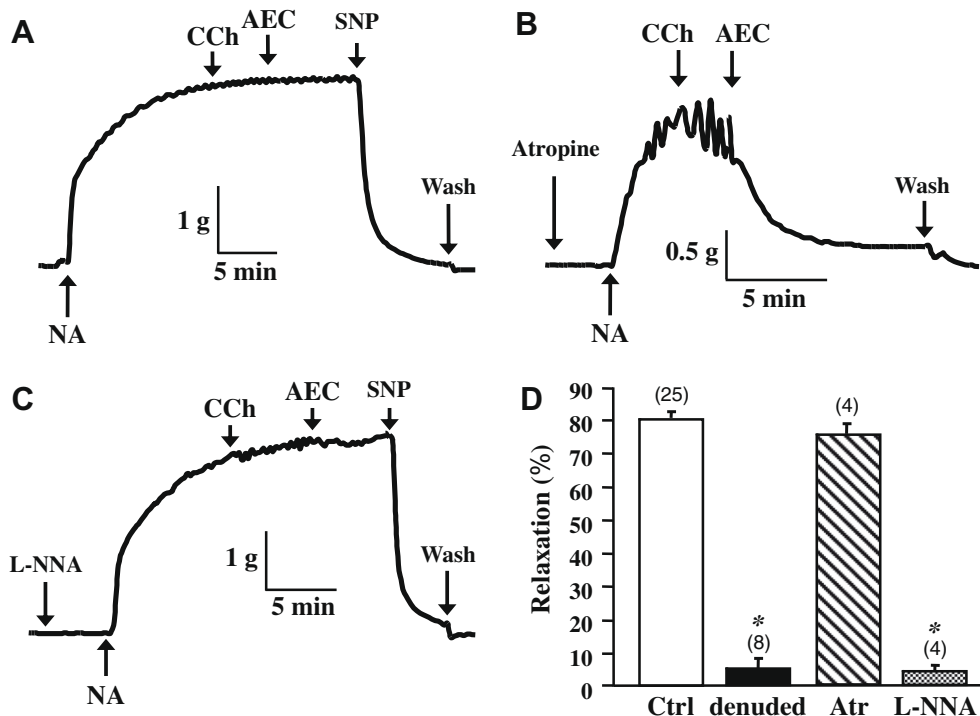 A
CCh
AEC
SNP
1 g
5 min
Wash
NA
B
CCh
AEC
Atropine
Wash
0.5 g
5 min
NA
C
CCh
AEC
SNP
L-NNA
1 g
5 min
Wash
NA
D
Relaxation (%)
90
80
70
60
50
40
30
20
10
0
(25)
*
(8)
(4)
*
(4)
Ctrl denuded Atr L-NNA